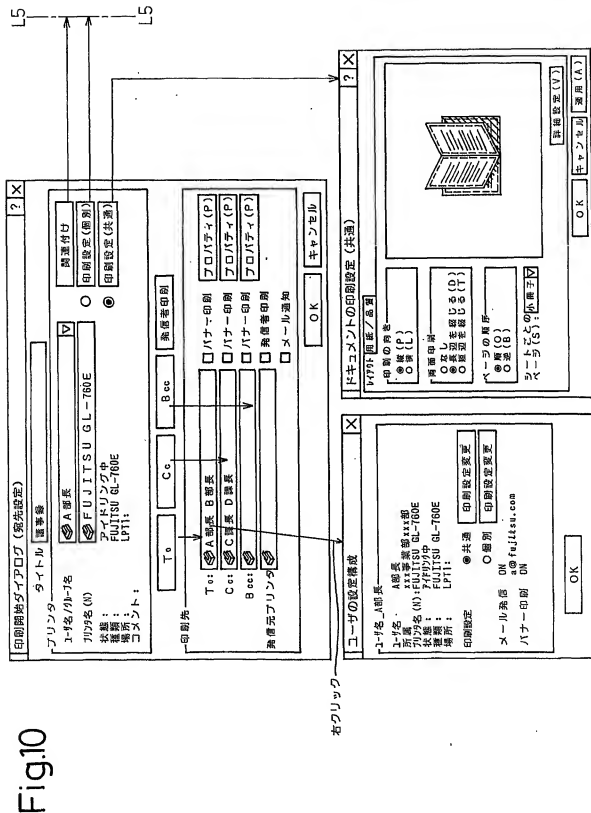 Fig.10
L5
L5
印刷開始ダイアログ（宛先設定） ? X
タイトル 議事録
プリンター
ユーザ名/グループ名 A部長
プリンタ名(N) FUJITSU GL-760E
状態： アイドリング中
種類： FUJITSU GL-760E
場所： LPT1:
コメント：
関連付け
印刷設定(個別)
印刷設定(共通)
To Cc Bcc 発信者印刷
印刷先
To: A部長 B部長 バナー印刷 プロパティ(P)
Cc: C課長 D課長 バナー印刷 プロパティ(P)
Bcc: バナー印刷 プロパティ(P)
発信元プリンタ 発信者印刷
メール通知
OK キャンセル
右クリック
ユーザの設定構成 X
ユーザ名_A部長
ユーザ名. A部長
所属 xxx事業部xxx部
プリンタ名(N):FUJITSU GL-760E
状態： アイドリング中
種類： FUJITSU GL-760E
場所： LPT1:
印刷設定 共通 印刷設定変更
個別 印刷設定変更
メール発信 ON a@fujitsu.com
バナー印刷 ON
OK
ドキュメントの印刷設定(共通) ? X
レイアウト 用紙/品質
印刷の向き
縦(P)
横(L)
両面印刷
なし
長辺を綴じる(D)
短辺を綴じる(T)
ページの順序
順(O)
逆(B)
シートごとの
ページ(S): 小冊子
詳細設定(V)
OK キャンセル 適用(A)